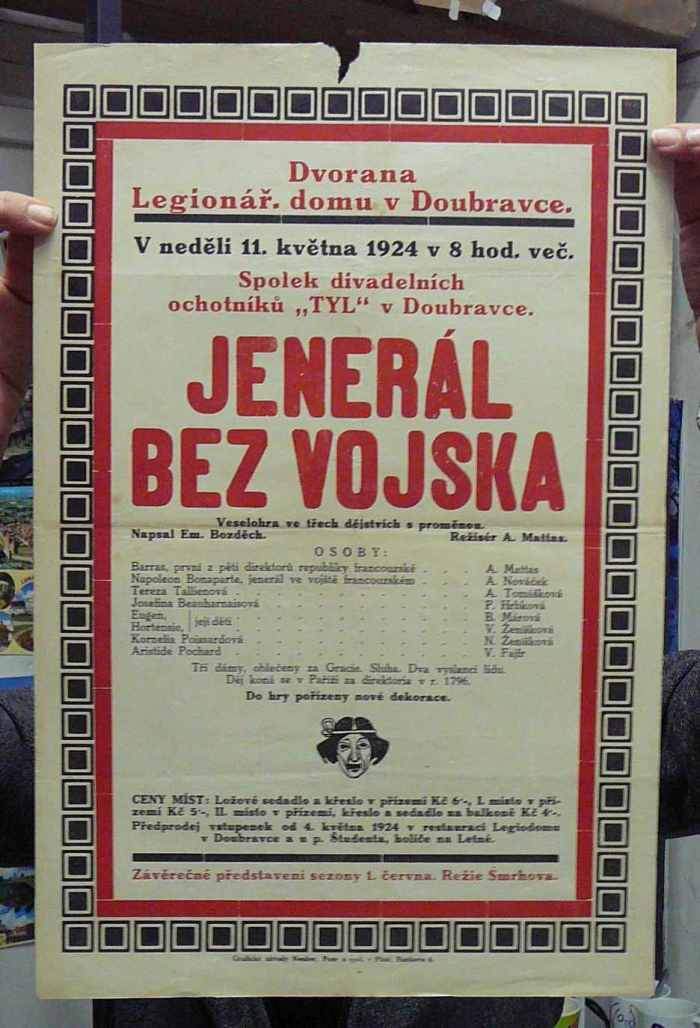 Dvorana
Legionář. domu v Doubravce.
V neděli 11. května 1924 v 8 hod. več.
Spolek divadelních
ochotníků „TYL“ v Doubravce.
JENERÁL
BEZ VOJSKA
Veselohra ve třech dějstvích s proměnou.
Napsal Em. Bozděch. Režisér A. Mattas.
OSOBY:
Barras, první z pěti direktorů republiky francouzské . . . A. Mattas
Napoleon Bonaparte, jenerál ve vojště francouzském . . . A. Nováček
Tereza Tallienová . . . A. Tomášková
Josefina Beauharnaisová . . . P.
Eugen, B.
Hortensie, její děti . . . V. Ženíšková
Kornelia Poissardová . . . N. Ženíšková
Aristide Pochard . . . V. Fajfr
Tři dámy, oblečeny za Gracie. Sluha. Dva vyslanci lidu.
Děj koná se v Paříži za direktoria v r. 1796.
Do hry pořízeny nové dekorace.
CENY MÍST: Ložové sedadlo a křeslo v přízemí Kč 6·-, I. místo v pří-
zemí Kč 5·-, II. místo v přízemí, křeslo a sedadlo na balkoně Kč 4·-.
Předprodej vstupenek od 4. května 1924 v restauraci Legiodomu
v Doubravce a u p. Študenta, holiče na Letné.
Závěrečné představení sezony 1. června. Režie Smrhova.
Grafické závody